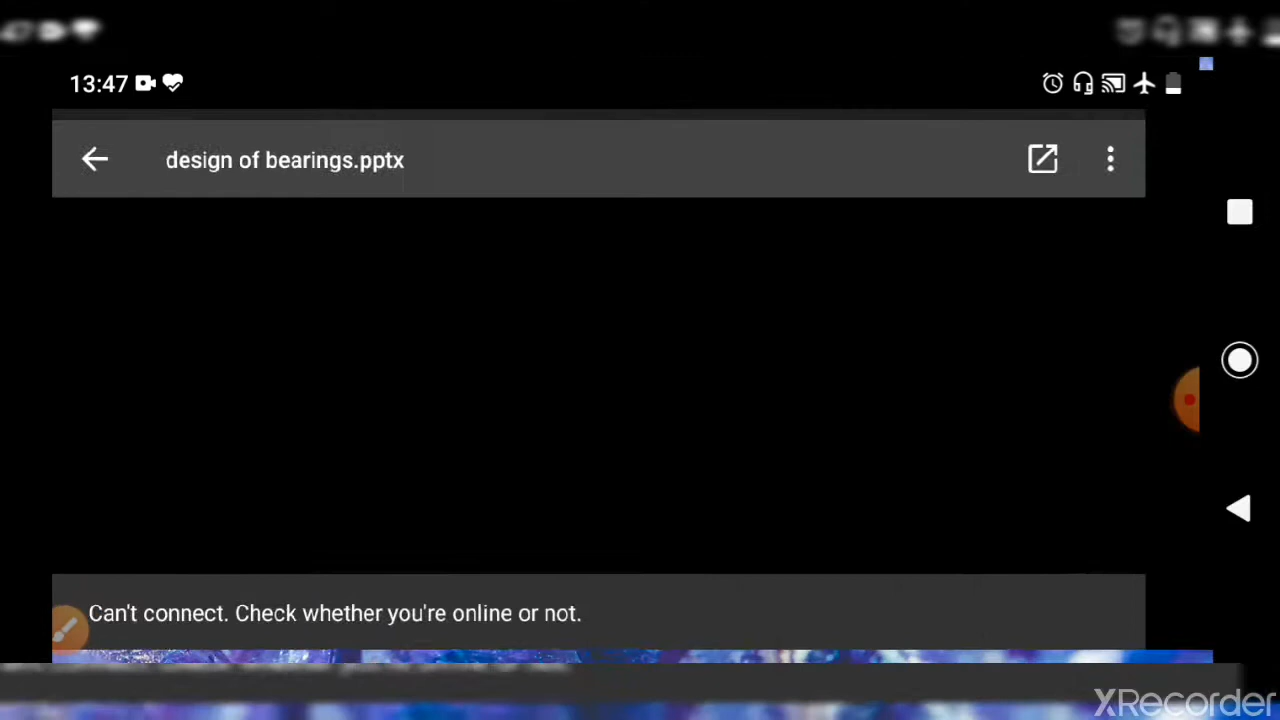 13:47
design of bearings.pptx
Can't connect. Check whether you're online or not.
XRecorder